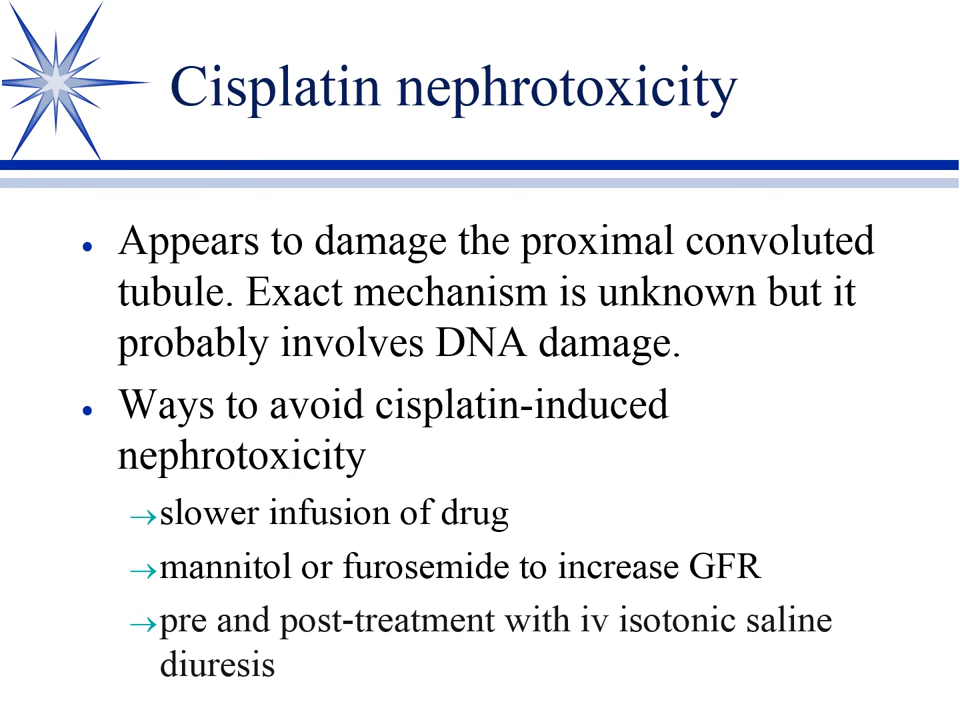 Cisplatin nephrotoxicity
• Appears to damage the proximal convoluted
tubule. Exact mechanism is unknown but it
probably involves DNA damage.
• Ways to avoid cisplatin-induced
nephrotoxicity
→slower infusion of drug
→mannitol or furosemide to increase GFR
→pre and post-treatment with iv isotonic saline
diuresis